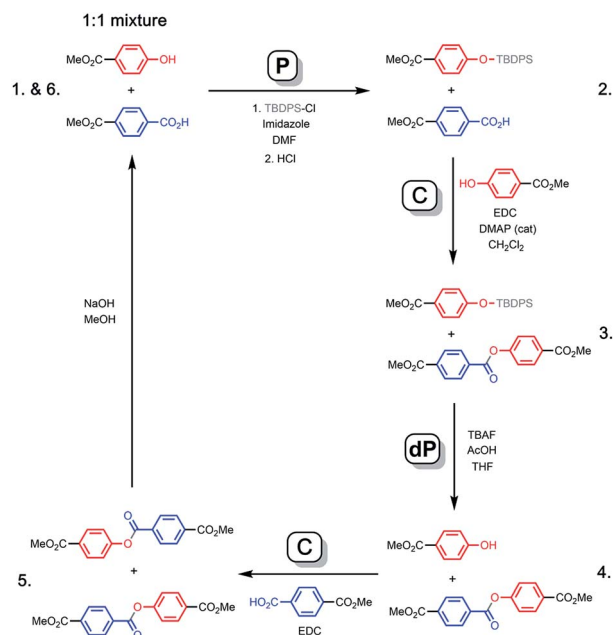 1:1 mixture
MeO₂C
OH
1. & 6.
+
MeO₂C
CO₂H
P
1. TBDPS-Cl
Imidazole
DMF
2. HCl
MeO₂C
O
TBDPS
2.
+
MeO₂C
CO₂H
C
HO
CO₂Me
EDC
DMAP (cat)
CH₂Cl₂
NaOH
MeOH
MeO₂C
O
TBDPS
3.
+
MeO₂C
O
O
CO₂Me
dP
TBAF
AcOH
THF
MeO₂C
OH
4.
+
MeO₂C
O
O
CO₂Me
C
HO₂C
CO₂Me
EDC
MeO₂C
O
O
CO₂Me
5.
+
MeO₂C
O
O
CO₂Me